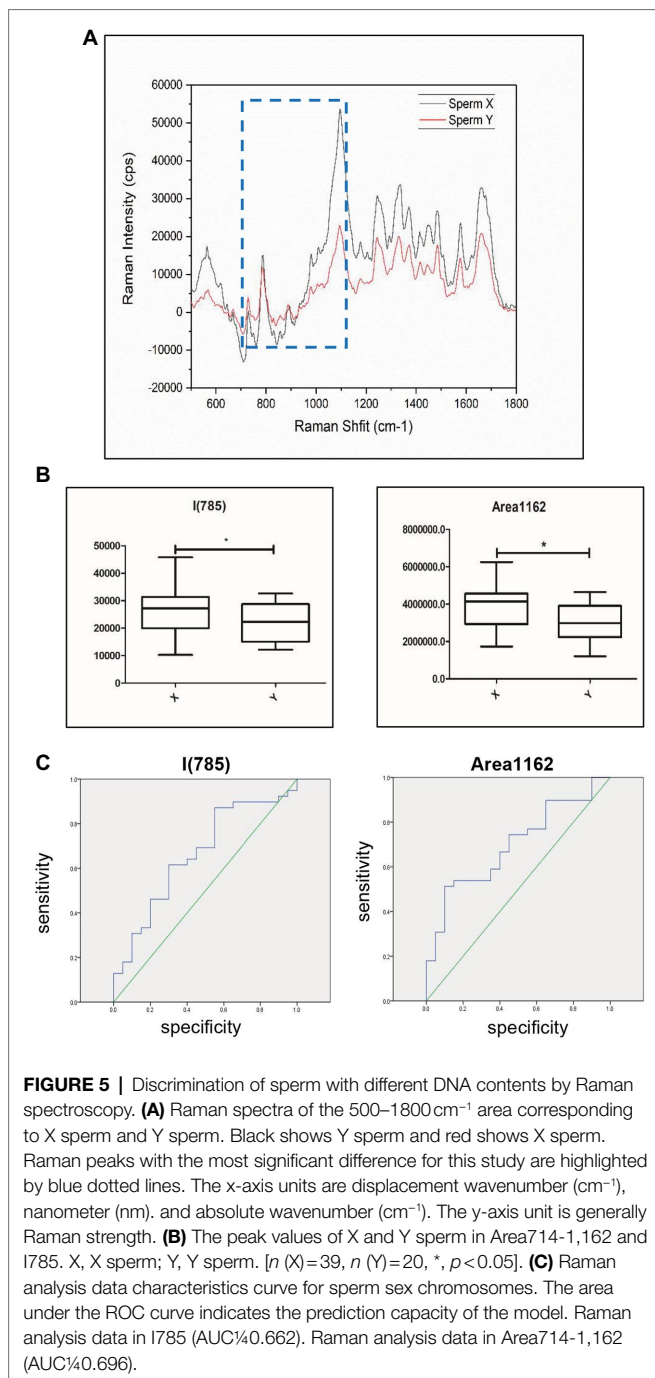 A
60000
50000
40000
30000
20000
10000
0
-10000
-20000
Raman Intensity (cps)
Sperm X
Sperm Y
600 800 1000 1200 1400 1600 1800
Raman Shfit (cm-1)
B
I(785)
50000
40000
30000
20000
10000
0
*
X Y
Area1162
8000000.0
6000000.0
4000000.0
2000000.0
0.0
*
X Y
C
I(785)
sensitivity
1.0
0.8
0.6
0.4
0.2
0.0
0.0 0.2 0.4 0.6 0.8 1.0
specificity
Area1162
sensitivity
1.0
0.8
0.6
0.4
0.2
0.0
0.0 0.2 0.4 0.6 0.8 1.0
specificity
FIGURE 5 | Discrimination of sperm with different DNA contents by Raman
spectroscopy. (A) Raman spectra of the 500–1800 cm⁻¹ area corresponding
to X sperm and Y sperm. Black shows Y sperm and red shows X sperm.
Raman peaks with the most significant difference for this study are highlighted
by blue dotted lines. The x-axis units are displacement wavenumber (cm⁻¹),
nanometer (nm). and absolute wavenumber (cm⁻¹). The y-axis unit is generally
Raman strength. (B) The peak values of X and Y sperm in Area714-1,162 and
I785. X, X sperm; Y, Y sperm. [n (X) = 39, n (Y) = 20, *, p < 0.05]. (C) Raman
analysis data characteristics curve for sperm sex chromosomes. The area
under the ROC curve indicates the prediction capacity of the model. Raman
analysis data in I785 (AUC¼0.662). Raman analysis data in Area714-1,162
(AUC¼0.696).